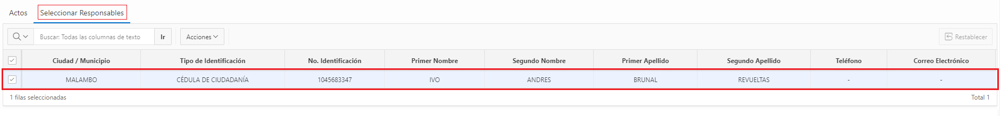 Actos Seleccionar Responsables
Buscar: Todas las columnas de texto Ir Acciones Restablecer
Ciudad / Municipio Tipo de Identificación No. Identificación Primer Nombre Segundo Nombre Primer Apellido Segundo Apellido Teléfono Correo Electrónico
MALAMBO CÉDULA DE CIUDADANÍA 1045683347 IVO ANDRES BRUNAL REVUELTAS - -
1 filas seleccionadas Total 1